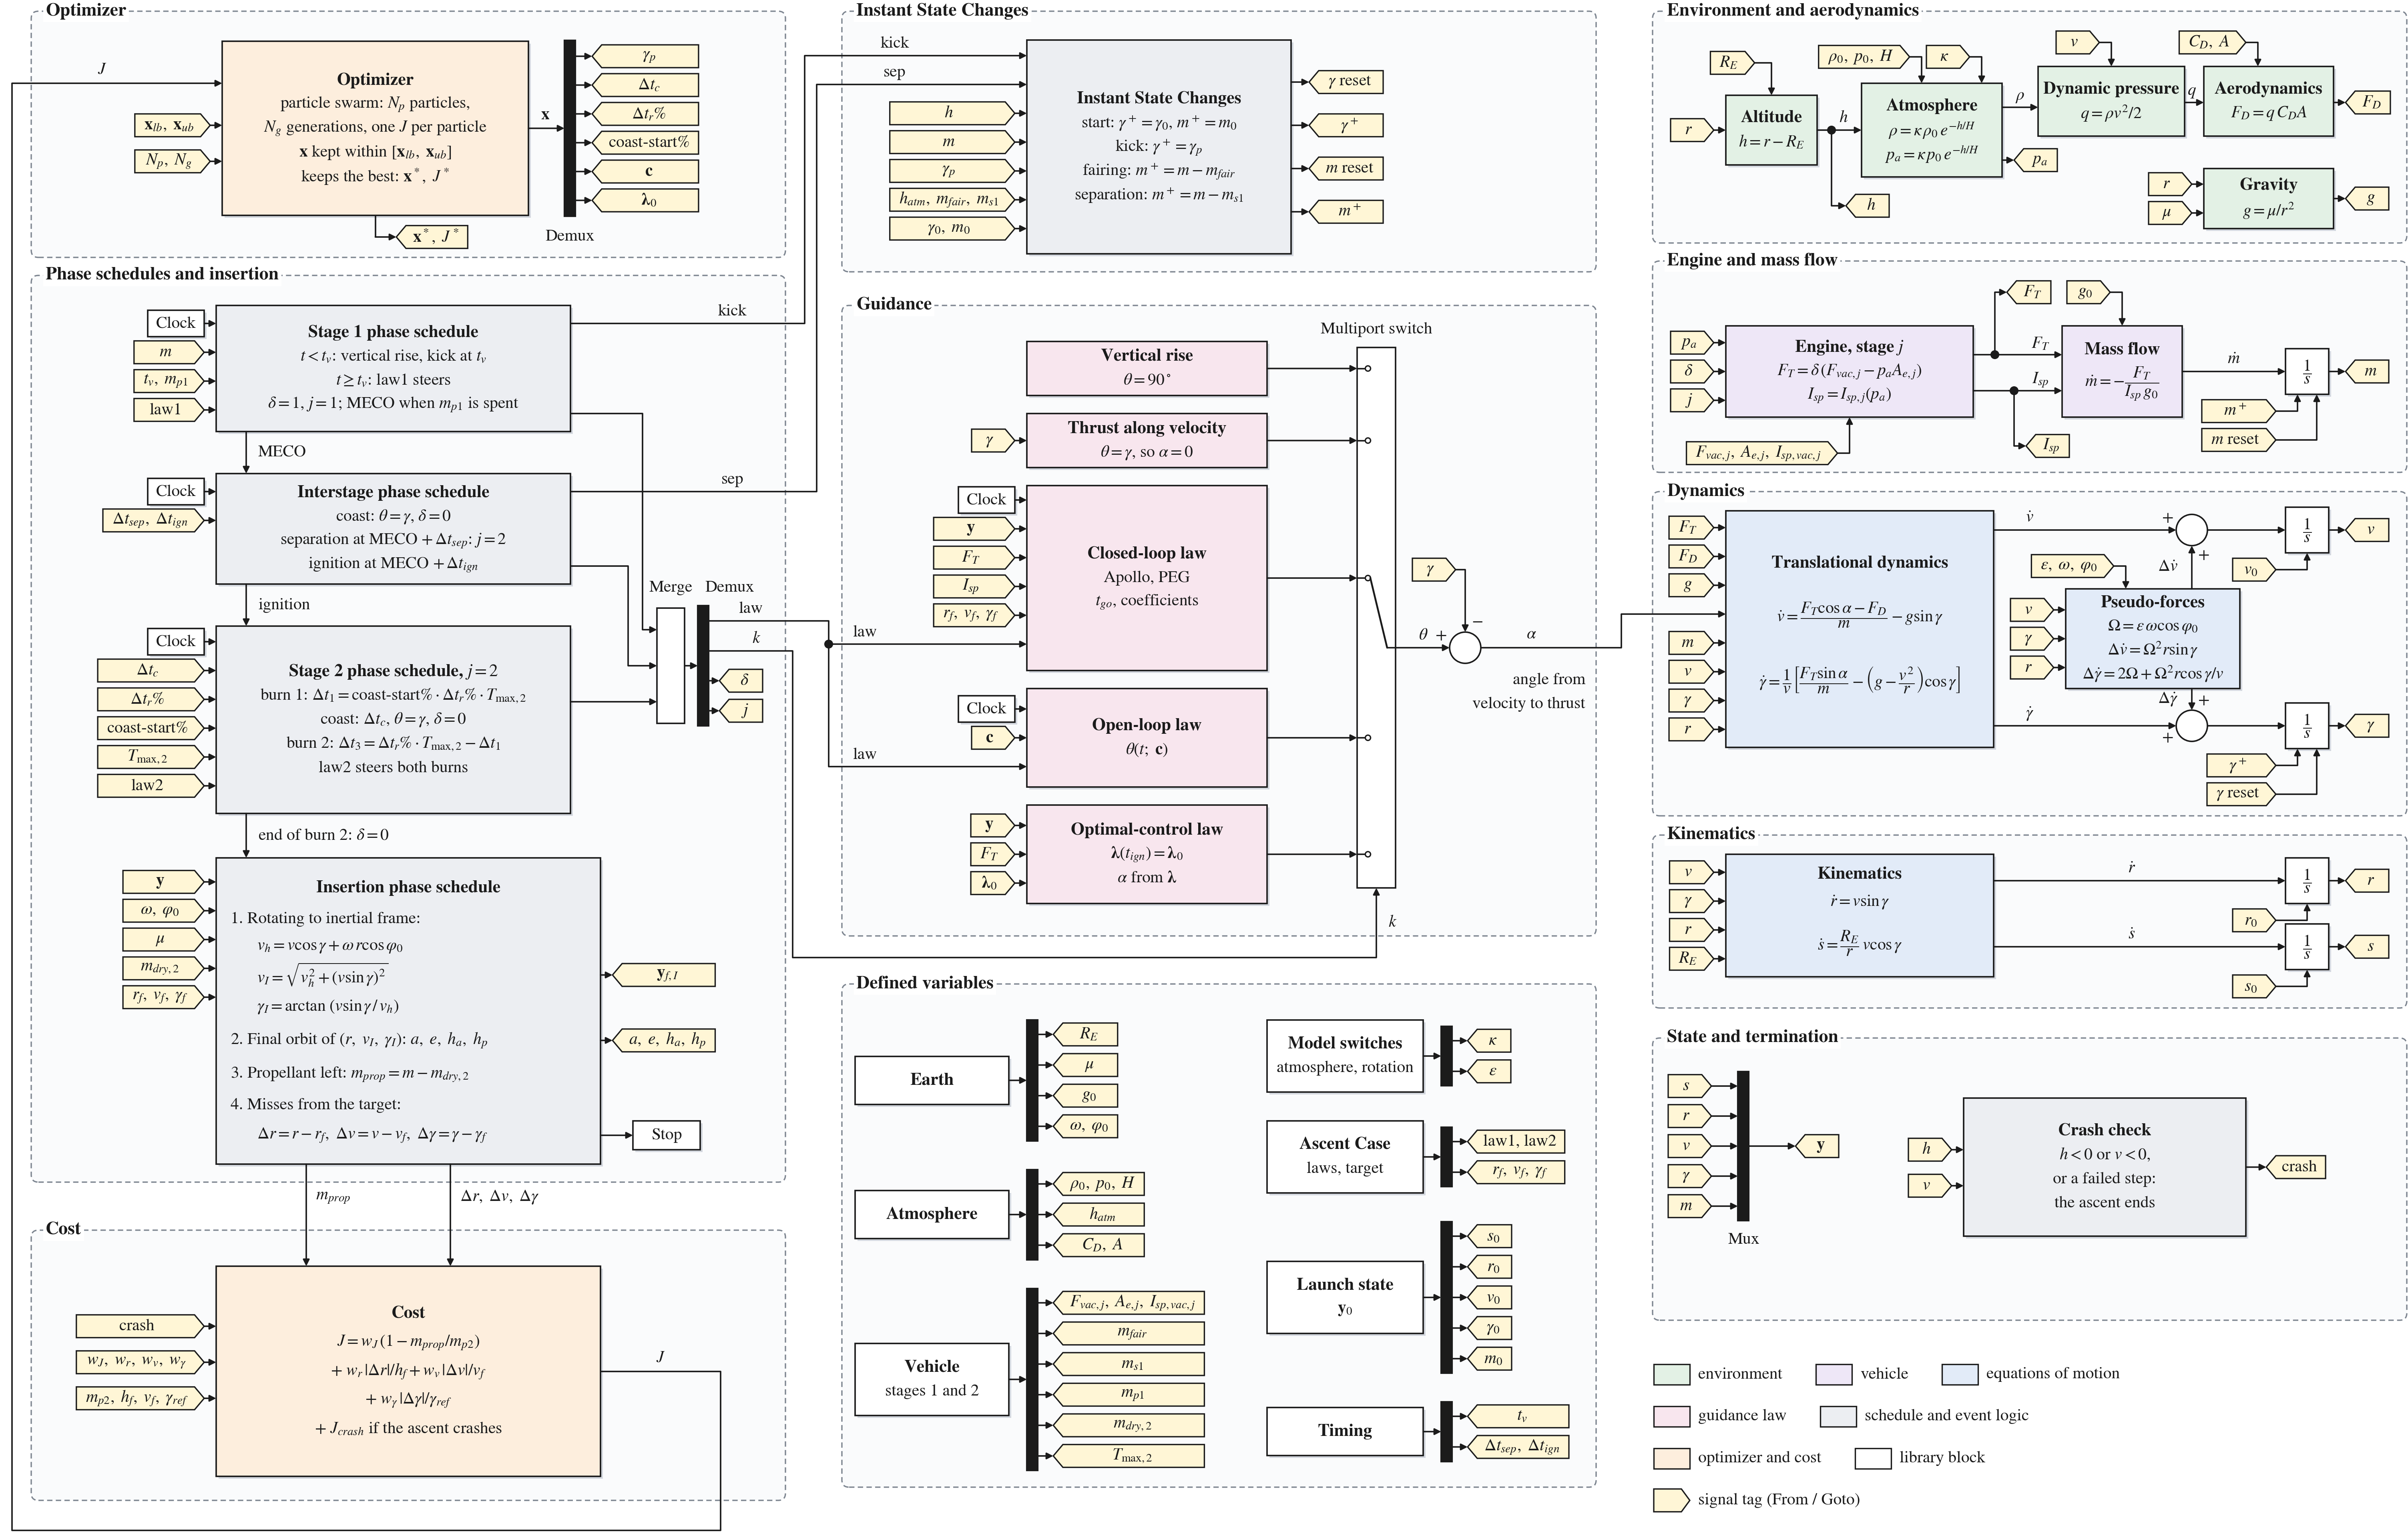 Optimizer
J
x_lb, x_ub
N_p, N_g
Optimizer
particle swarm: N_p particles,
N_g generations, one J per particle
x kept within [x_lb, x_ub]
keeps the best: x*, J*
x
γ_p
Δt_c
Δt_r%
coast-start%
c
λ_0
Demux
x*, J*
Phase schedules and insertion
Clock
m
t_v, m_p1
law1
Stage 1 phase schedule
t < t_v: vertical rise, kick at t_v
t ≥ t_v: law1 steers
δ = 1, j = 1; MECO when m_p1 is spent
kick
MECO
Clock
Δt_sep, Δt_ign
Interstage phase schedule
coast: θ = γ, δ = 0
separation at MECO + Δt_sep: j = 2
ignition at MECO + Δt_ign
sep
ignition
Clock
Δt_c
Δt_r%
coast-start%
T_max,2
law2
Stage 2 phase schedule, j = 2
burn 1: Δt_1 = coast-start% · Δt_r% · T_max,2
coast: Δt_c, θ = γ, δ = 0
burn 2: Δt_3 = Δt_r% · T_max,2 − Δt_1
law2 steers both burns
Merge
Demux
law
k
δ
j
end of burn 2: δ = 0
y
ω, φ_0
μ
m_dry,2
r_f, v_f, γ_f
Insertion phase schedule
1. Rotating to inertial frame:
v_h = v cos γ + ω r cos φ_0
v_I = √(v_h^2 + (v sin γ)^2)
γ_I = arctan (v sin γ / v_h)
2. Final orbit of (r, v_I, γ_I): a, e, h_a, h_p
3. Propellant left: m_prop = m − m_dry,2
4. Misses from the target:
Δr = r − r_f, Δv = v − v_f, Δγ = γ − γ_f
y_f,I
a, e, h_a, h_p
Stop
m_prop
Δr, Δv, Δγ
Cost
crash
w_J, w_r, w_v, w_γ
m_p2, h_f, v_f, γ_ref
Cost
J = w_J (1 − m_prop/m_p2)
+ w_r |Δr|/h_f + w_v |Δv|/v_f
+ w_γ |Δγ|/γ_ref
+ J_crash if the ascent crashes
J
Instant State Changes
kick
sep
h
m
γ_p
h_atm, m_fair, m_s1
γ_0, m_0
Instant State Changes
start: γ^+ = γ_0, m^+ = m_0
kick: γ^+ = γ_p
fairing: m^+ = m − m_fair
separation: m^+ = m − m_s1
γ reset
γ^+
m reset
m^+
Guidance
Multiport switch
Vertical rise
θ = 90°
γ
Thrust along velocity
θ = γ, so α = 0
Clock
y
F_T
I_sp
r_f, v_f, γ_f
law
Closed-loop law
Apollo, PEG
t_go, coefficients
Clock
c
law
Open-loop law
θ(t; c)
y
F_T
λ_0
Optimal-control law
λ(t_ign) = λ_0
α from λ
k
γ
−
θ +
α
angle from
velocity to thrust
Defined variables
Earth
R_E
μ
g_0
ω, φ_0
Atmosphere
ρ_0, p_0, H
h_atm
C_D, A
Vehicle
stages 1 and 2
F_vac,j, A_e,j, I_sp,vac,j
m_fair
m_s1
m_p1
m_dry,2
T_max,2
Model switches
atmosphere, rotation
κ
ε
Ascent Case
laws, target
law1, law2
r_f, v_f, γ_f
Launch state
y_0
s_0
r_0
v_0
γ_0
m_0
Timing
t_v
Δt_sep, Δt_ign
Environment and aerodynamics
R_E
r
Altitude
h = r − R_E
h
h
ρ_0, p_0, H
κ
Atmosphere
ρ = κρ_0 e^−h/H
p_a = κp_0 e^−h/H
ρ
p_a
v
Dynamic pressure
q = ρv^2/2
q
C_D, A
Aerodynamics
F_D = q C_D A
F_D
r
μ
Gravity
g = μ/r^2
g
Engine and mass flow
p_a
δ
j
F_vac,j, A_e,j, I_sp,vac,j
Engine, stage j
F_T = δ (F_vac,j − p_a A_e,j)
I_sp = I_sp,j(p_a)
F_T
g_0
F_T
I_sp
I_sp
Mass flow
ṁ = − F_T / (I_sp g_0)
ṁ
1/s
m
m^+
m reset
Dynamics
F_T
F_D
g
m
v
γ
r
Translational dynamics
v̇ = (F_T cos α − F_D)/m − g sin γ
γ̇ = 1/v [F_T sin α/m − (g − v^2/r) cos γ]
v̇
+
+
Δv̇
1/s
v
v_0
ε, ω, φ_0
v
γ
r
Pseudo-forces
Ω = ε ω cos φ_0
Δv̇ = Ω^2 r sin γ
Δγ̇ = 2Ω + Ω^2 r cos γ/v
Δγ̇
+
γ̇
+
1/s
γ
γ^+
γ reset
Kinematics
v
γ
r
R_E
Kinematics
ṙ = v sin γ
ṡ = R_E/r v cos γ
ṙ
1/s
r
r_0
ṡ
1/s
s
s_0
State and termination
s
r
v
γ
m
Mux
y
h
v
Crash check
h < 0 or v < 0,
or a failed step:
the ascent ends
crash
environment
vehicle
equations of motion
guidance law
schedule and event logic
optimizer and cost
library block
signal tag (From / Goto)